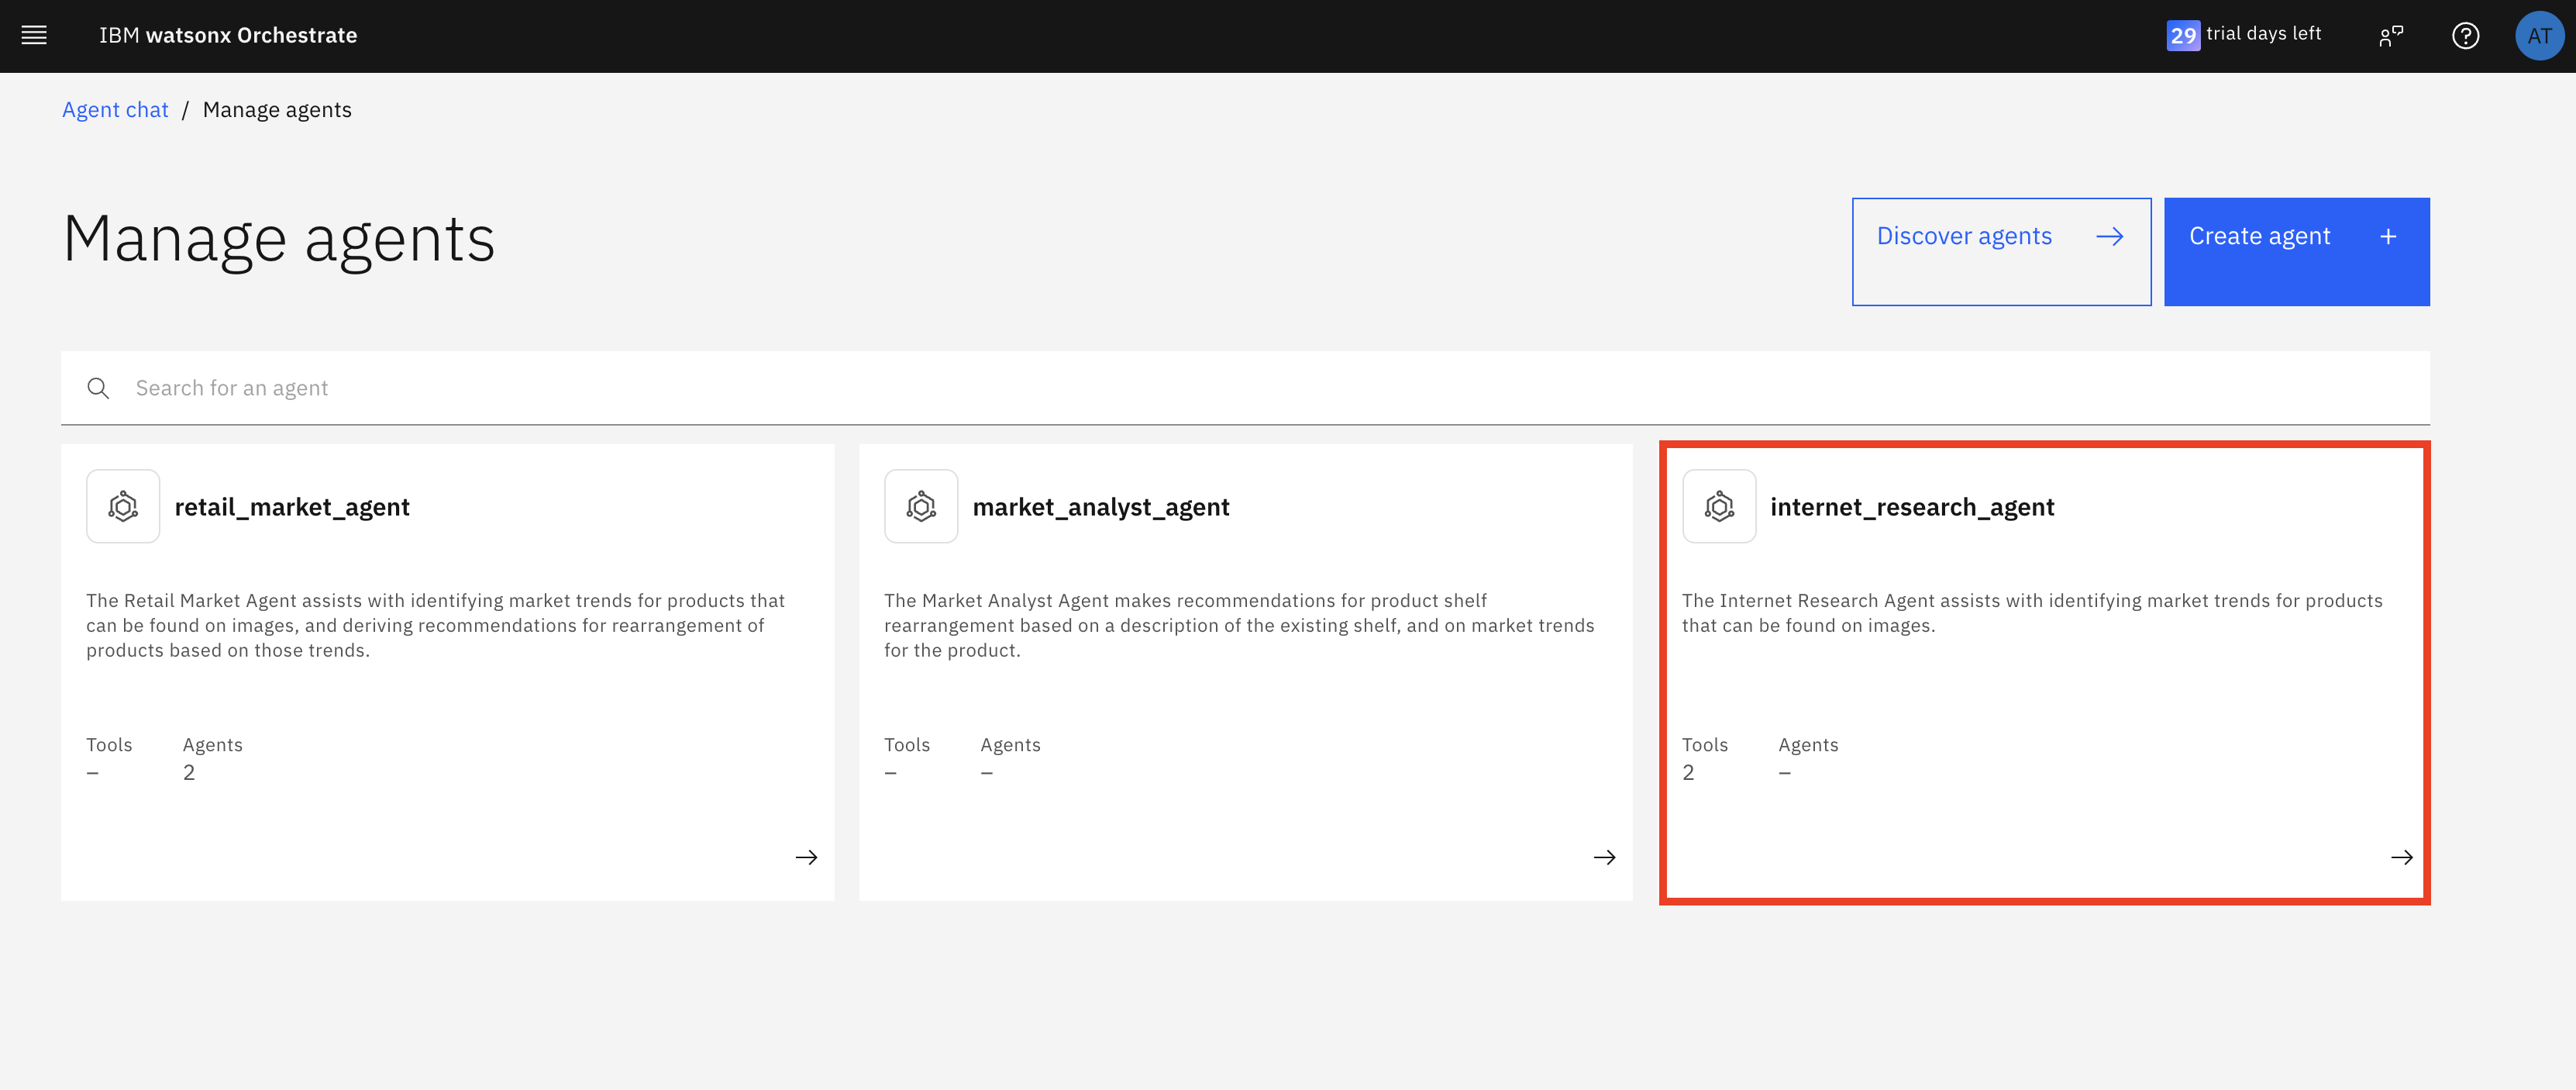 IBM watsonx Orchestrate
29 trial days left
AT
Agent chat / Manage agents
Manage agents
Discover agents
Create agent
Search for an agent
retail_market_agent
The Retail Market Agent assists with identifying market trends for products that
can be found on images, and deriving recommendations for rearrangement of
products based on those trends.
Tools Agents
– 2
market_analyst_agent
The Market Analyst Agent makes recommendations for product shelf
rearrangement based on a description of the existing shelf, and on market trends
for the product.
Tools Agents
– –
internet_research_agent
The Internet Research Agent assists with identifying market trends for products
that can be found on images.
Tools Agents
2 –